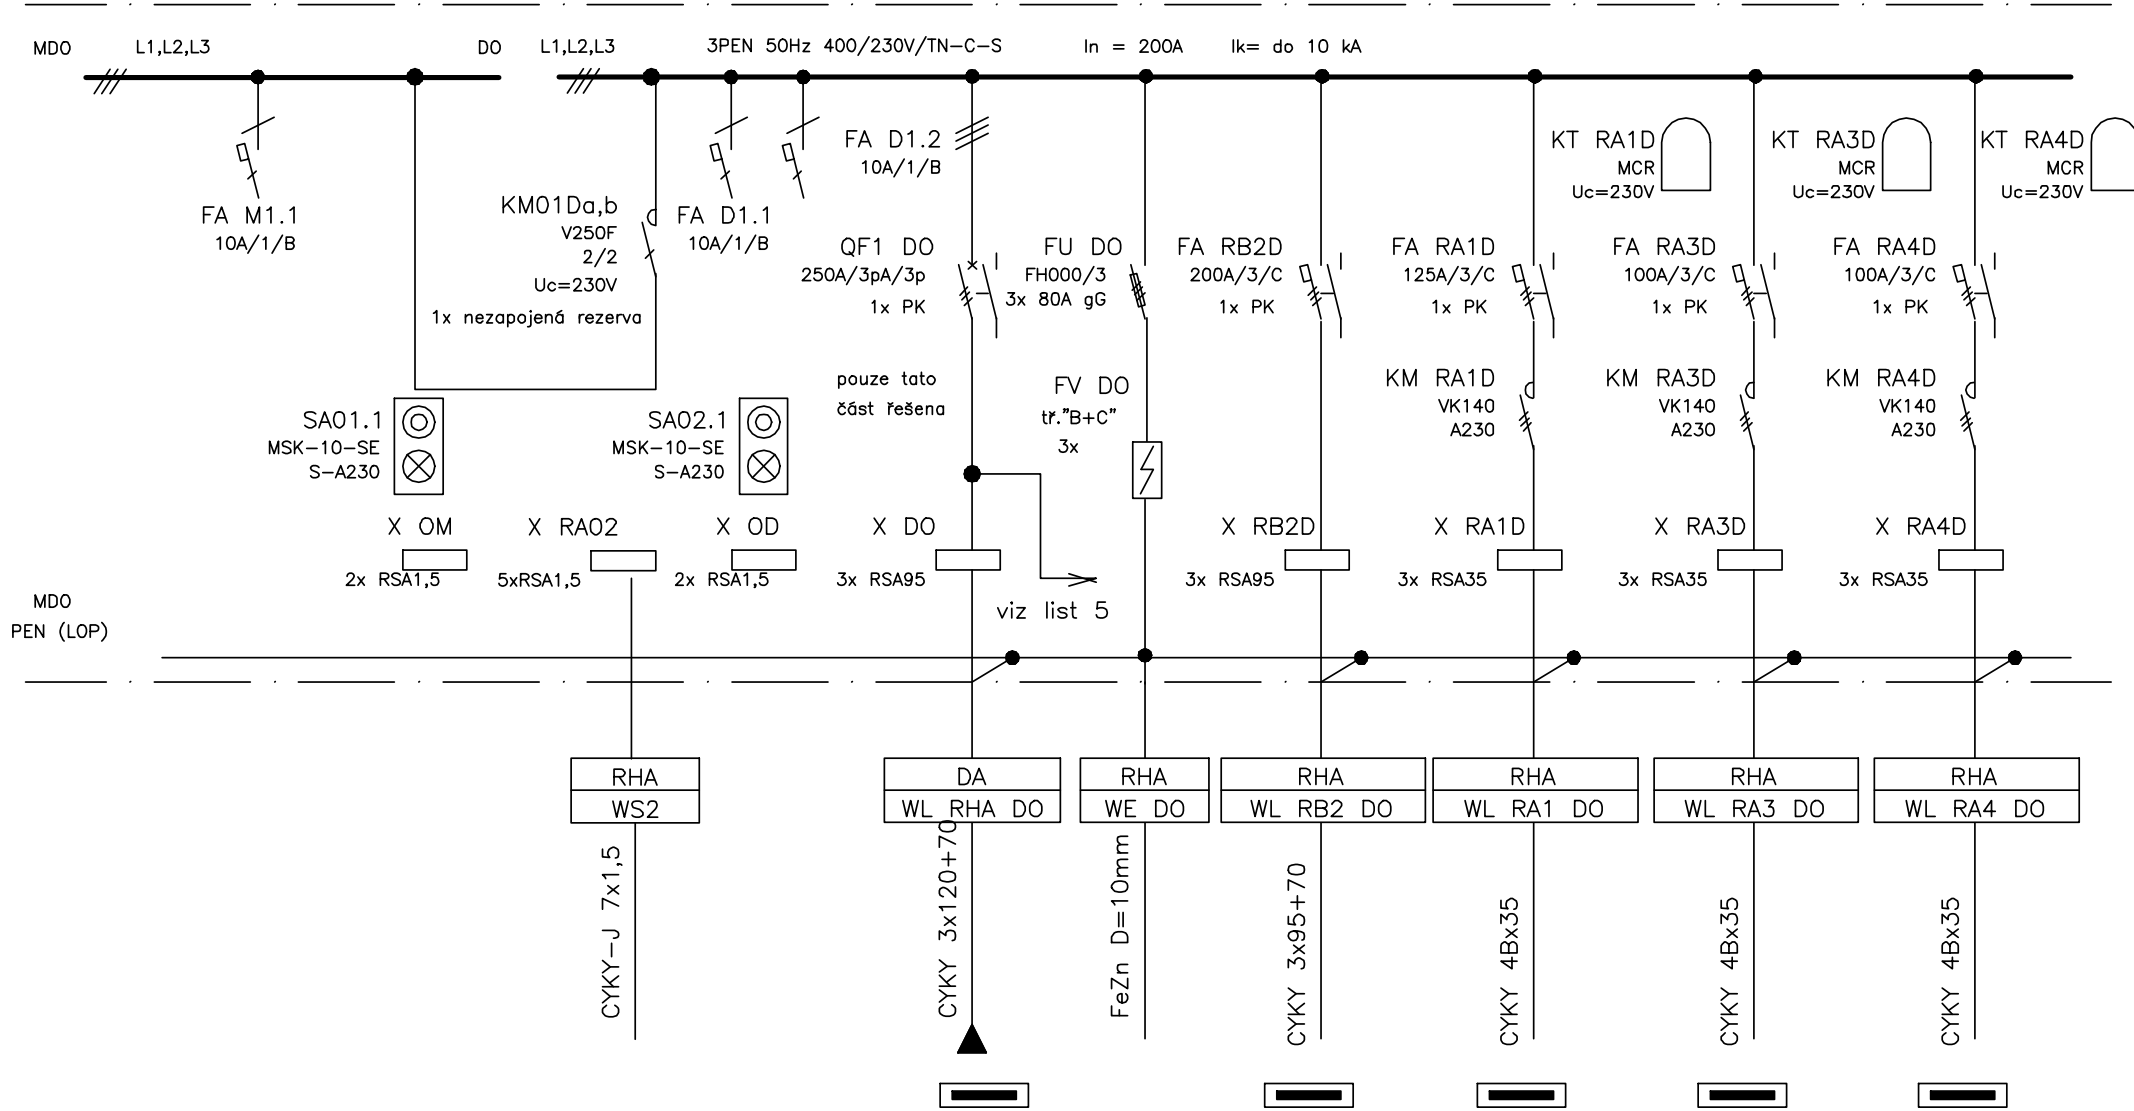 MDO L1,L2,L3 DO L1,L2,L3 3PEN 50Hz 400/230V/TN-C-S In = 200A Ik= do 10 kA
FA M1.1
10A/1/B
KM01Da,b
V250F
2/2
Uc=230V
1x nezapojená rezerva
FA D1.1
10A/1/B
FA D1.2
10A/1/B
QF1 DO
250A/3pA/3p
1x PK
pouze tato
část řešena
FU DO
FH000/3
3x 80A gG
FV DO
tř."B+C"
3x
FA RB2D
200A/3/C
1x PK
KT RA1D
MCR
Uc=230V
FA RA1D
125A/3/C
1x PK
KM RA1D
VK140
A230
KT RA3D
MCR
Uc=230V
FA RA3D
100A/3/C
1x PK
KM RA3D
VK140
A230
KT RA4D
MCR
Uc=230V
FA RA4D
100A/3/C
1x PK
KM RA4D
VK140
A230
SA01.1
MSK-10-SE
S-A230
SA02.1
MSK-10-SE
S-A230
X OM
2x RSA1,5
X RA02
5xRSA1,5
X OD
2x RSA1,5
X DO
3x RSA95
viz list 5
X RB2D
3x RSA95
X RA1D
3x RSA35
X RA3D
3x RSA35
X RA4D
3x RSA35
MDO
PEN (LOP)
RHA
WS2
CYKY-J 7x1,5
DA
WL RHA DO
CYKY 3x120+70
RHA
WE DO
FeZn D=10mm
RHA
WL RB2 DO
CYKY 3x95+70
RHA
WL RA1 DO
CYKY 4Bx35
RHA
WL RA3 DO
CYKY 4Bx35
RHA
WL RA4 DO
CYKY 4Bx35